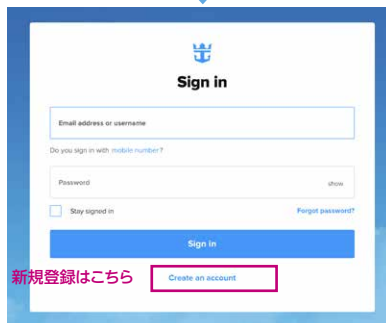 Sign in
Email address or username
Do you sign in with mobile number?
Password show
Stay signed in Forgot password?
Sign in
新規登録はこちら Create an account